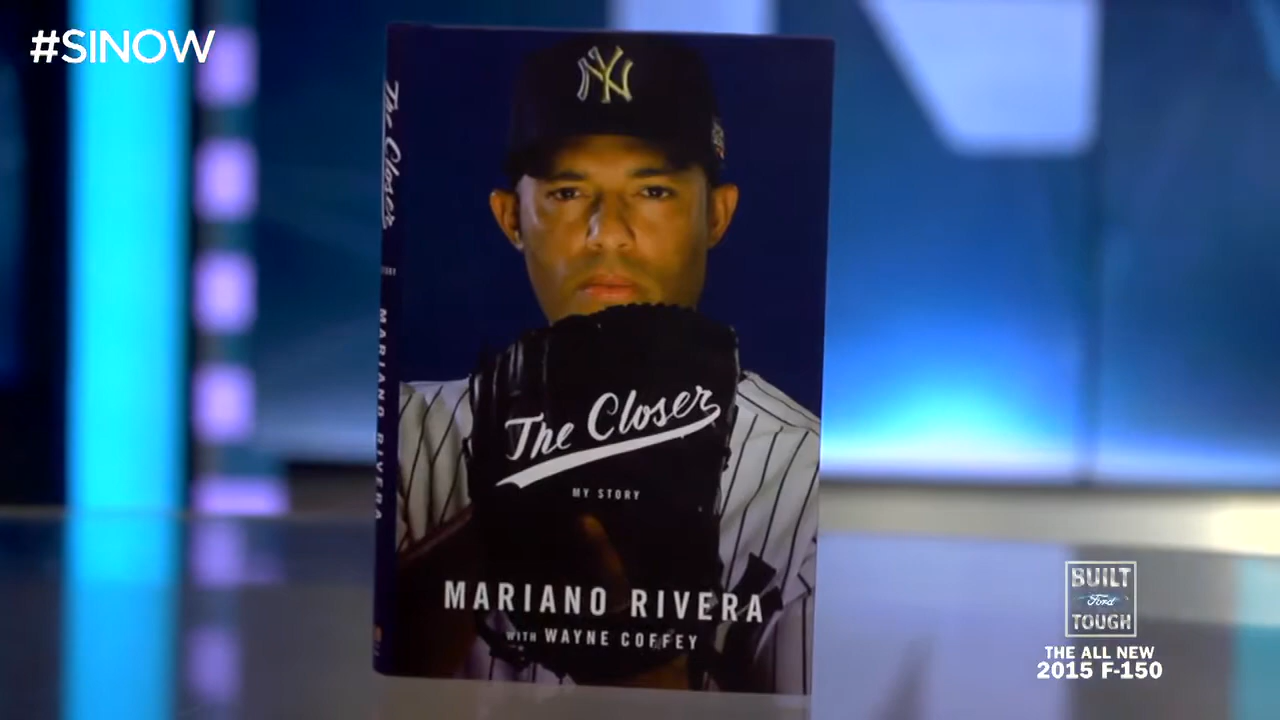 #SINOW
NY
The Closer
MARIANO RIVERA
The Closer
MY STORY
MARIANO RIVERA
WITH WAYNE COFFEY
BUILT
Ford
TOUGH
THE ALL NEW
2015 F-150